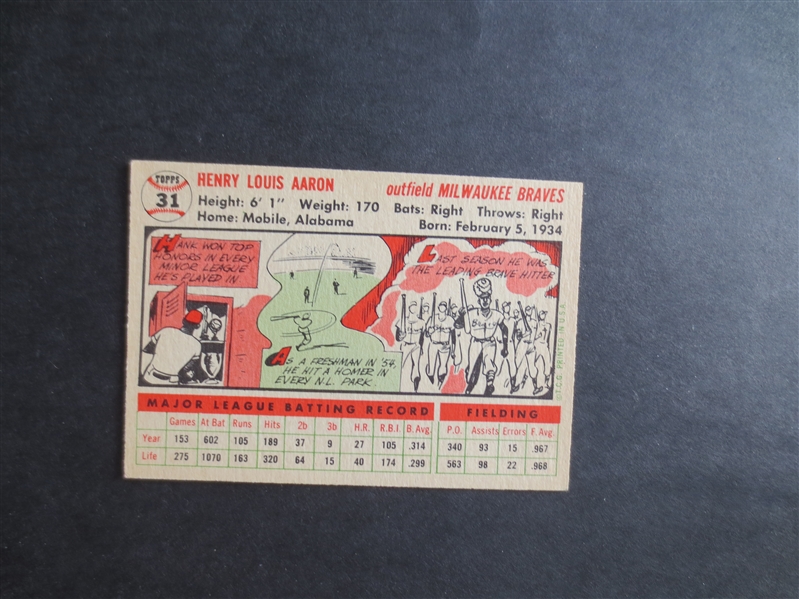 TOPPS
31
HENRY LOUIS AARON
outfield MILWAUKEE BRAVES
Height: 6' 1" Weight: 170 Bats: Right Throws: Right
Home: Mobile, Alabama Born: February 5, 1934
HANK WON TOP
HONORS IN EVERY
MINOR LEAGUE
HE'S PLAYED IN
AS A FRESHMAN IN '54,
HE HIT A HOMER IN
EVERY N.L. PARK.
LAST SEASON HE WAS
THE LEADING BRAVE HITTER
T.C.G. PRINTED IN U.S.A.
MAJOR LEAGUE BATTING RECORD FIELDING
Games At Bat Runs Hits 2b 3b H.R. R.B.I. B. Avg. P.O. Assists Errors F. Avg.
Year 153 602 105 189 37 9 27 105 .314 340 93 15 .967
Life 275 1070 163 320 64 15 40 174 .299 563 98 22 .968